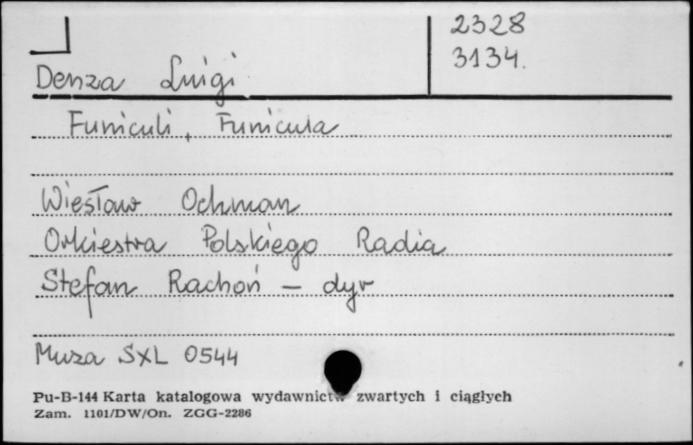 2328
3134.
Denza Luigi
Funiculi, Funicula
Wiesław Ochman
Orkiestra Polskiego Radia
Stefan Rachoń – dyr
Muza SXL 0544
Pu-B-144 Karta katalogowa wydawnictw zwartych i ciągłych
Zam. 1101/DW/On. ZGG-2286